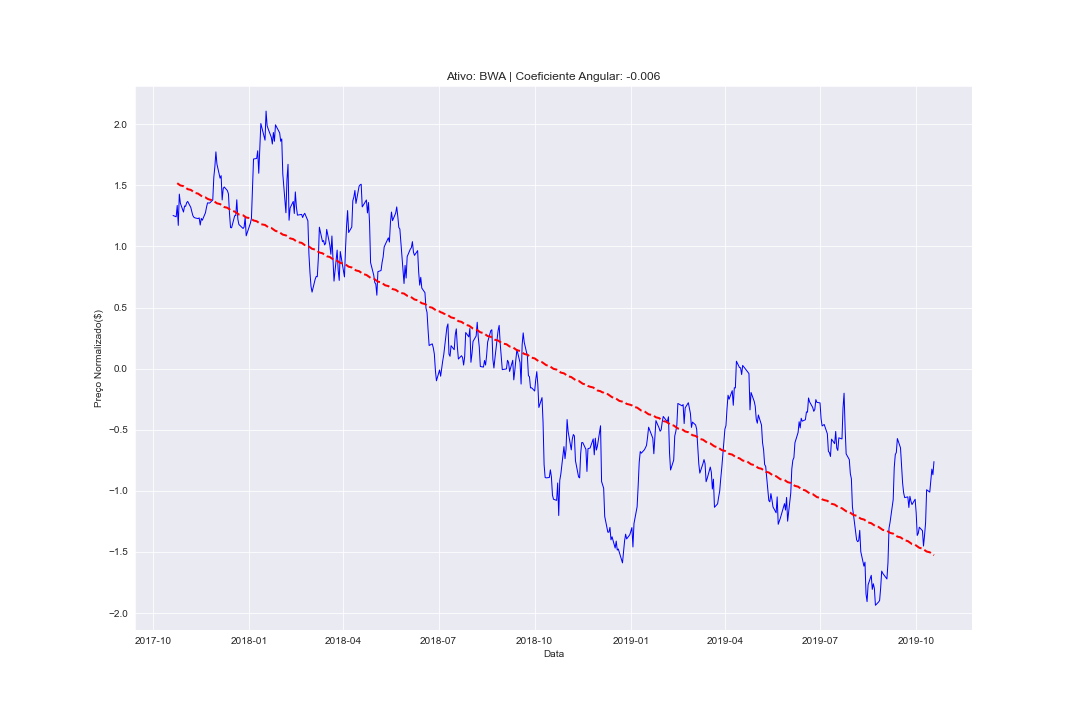 Ativo: BWA | Coeficiente Angular: -0.006
Preço Normalizado($)
2.0
1.5
1.0
0.5
0.0
−0.5
−1.0
−1.5
−2.0
2017-10 2018-01 2018-04 2018-07 2018-10 2019-01 2019-04 2019-07 2019-10
Data